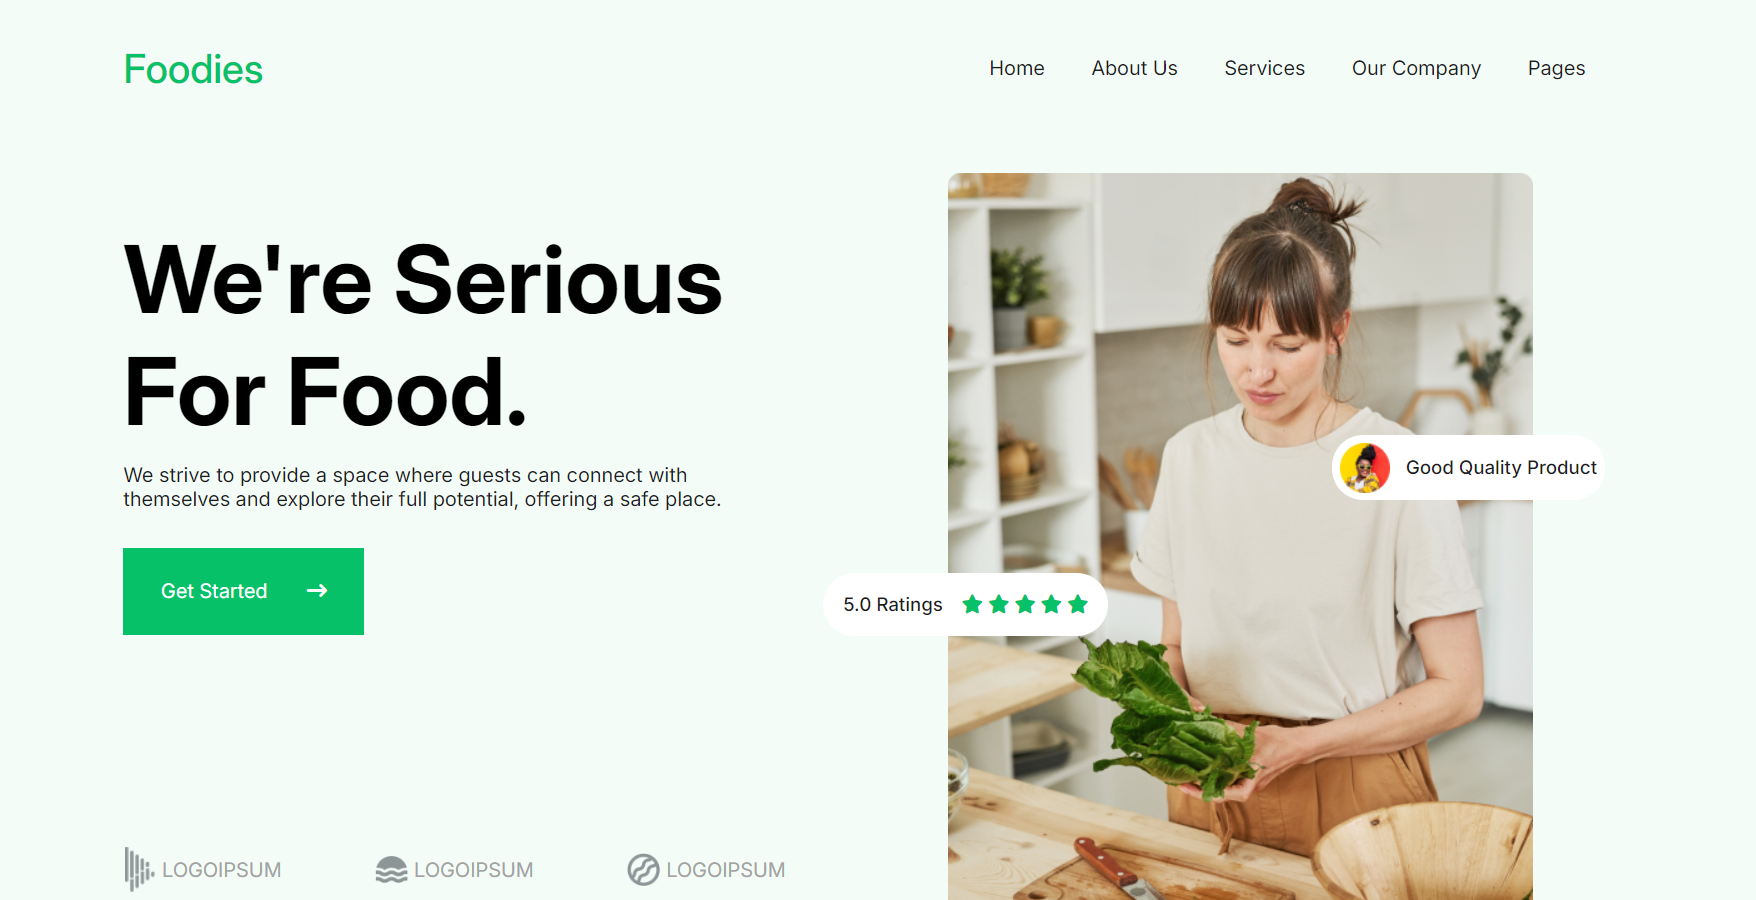 Foodies
Home About Us Services Our Company Pages
We're Serious
For Food.
We strive to provide a space where guests can connect with
themselves and explore their full potential, offering a safe place.
Get Started
Good Quality Product
5.0 Ratings
LOGOIPSUM LOGOIPSUM LOGOIPSUM